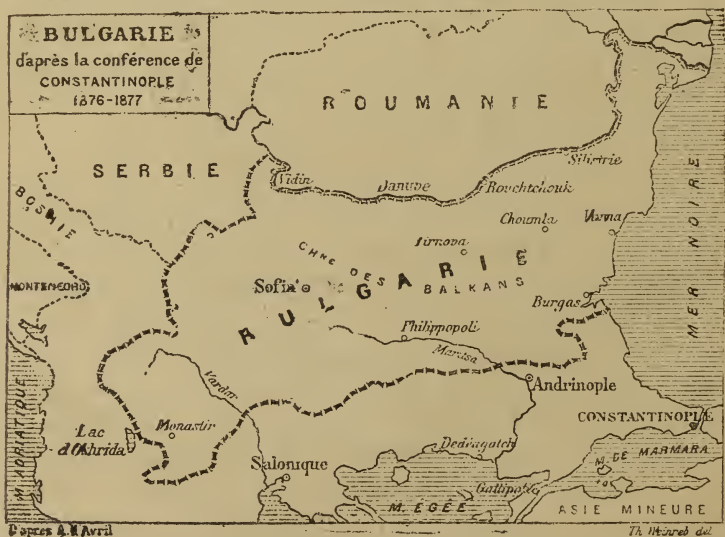 BULGARIE
d'après la conférence de
CONSTANTINOPLE
1876-1877
ROUMANIE
SERBIE
BOSNIE
MONTENEGRO
Vidin
Danube
Rouchtchouk
Silistrie
Choumla
Varna
Tirnova
CHNE DES
BALKANS
Sofia
BULGARIE
Burgas
MER NOIRE
Philippopoli
Maritsa
Andrinople
Vardar
Lac
d'Okhrida
Monastir
Salonique
Dedeagatch
CONSTANTINOPLE
M. DE MARMARA
Gallipoli
M. ÉGÉE
ASIE MINEURE
M. ADRIATIQUE
D'après A. d'Avril
Th. Weinreb del